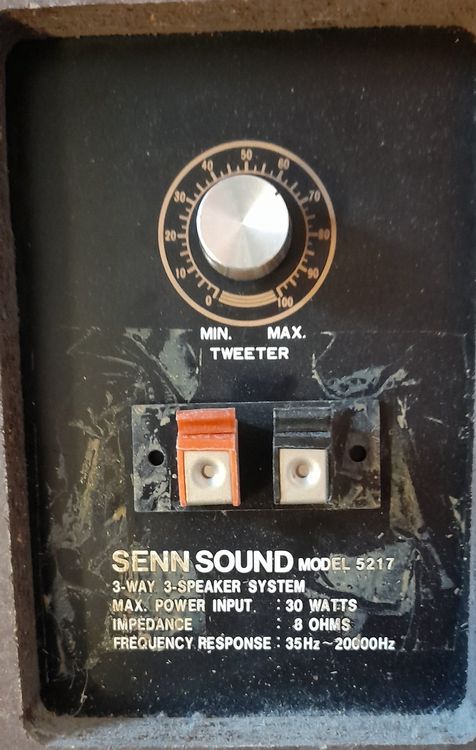 50
40 60
30 70
20 80
10 90
0 100
MIN. MAX.
TWEETER
SENN SOUND MODEL 5217
3-WAY 3-SPEAKER SYSTEM
MAX. POWER INPUT : 30 WATTS
IMPEDANCE : 8 OHMS
FREQUENCY RESPONSE : 35Hz~20000Hz